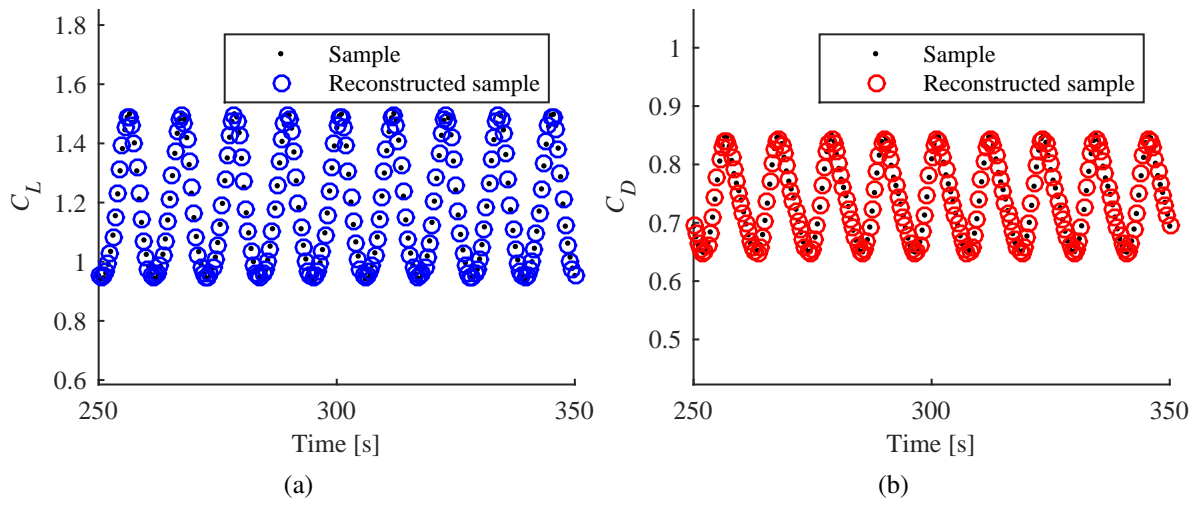 1.8
1.6
1.4
1.2
1
0.8
0.6
C_L
Sample
Reconstructed sample
250
300
350
Time [s]
(a)
1
0.9
0.8
0.7
0.6
0.5
C_D
Sample
Reconstructed sample
250
300
350
Time [s]
(b)